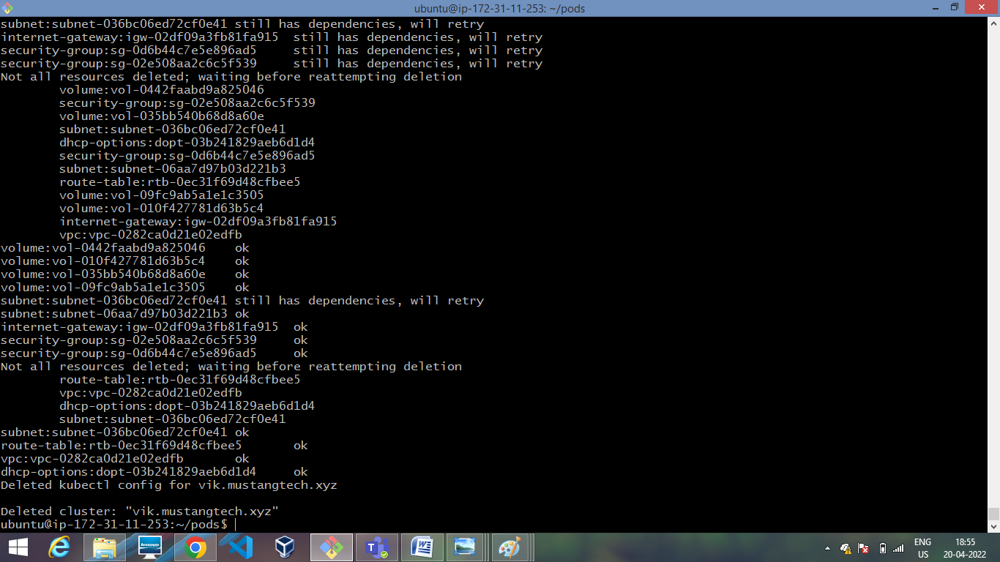 ubuntu@ip-172-31-11-253: ~/pods
subnet:subnet-036bc06ed72cf0e41 still has dependencies, will retry
internet-gateway:igw-02df09a3fb81fa915  still has dependencies, will retry
security-group:sg-0d6b44c7e5e896ad5     still has dependencies, will retry
security-group:sg-02e508aa2c6c5f539     still has dependencies, will retry
Not all resources deleted; waiting before reattempting deletion
        volume:vol-0442faabd9a825046
        security-group:sg-02e508aa2c6c5f539
        volume:vol-035bb540b68d8a60e
        subnet:subnet-036bc06ed72cf0e41
        dhcp-options:dopt-03b241829aeb6d1d4
        security-group:sg-0d6b44c7e5e896ad5
        subnet:subnet-06aa7d97b03d221b3
        route-table:rtb-0ec31f69d48cfbee5
        volume:vol-09fc9ab5a1e1c3505
        volume:vol-010f427781d63b5c4
        internet-gateway:igw-02df09a3fb81fa915
        vpc:vpc-0282ca0d21e02edfb
volume:vol-0442faabd9a825046    ok
volume:vol-010f427781d63b5c4    ok
volume:vol-035bb540b68d8a60e    ok
volume:vol-09fc9ab5a1e1c3505    ok
subnet:subnet-036bc06ed72cf0e41 still has dependencies, will retry
subnet:subnet-06aa7d97b03d221b3 ok
internet-gateway:igw-02df09a3fb81fa915  ok
security-group:sg-02e508aa2c6c5f539     ok
security-group:sg-0d6b44c7e5e896ad5     ok
Not all resources deleted; waiting before reattempting deletion
        route-table:rtb-0ec31f69d48cfbee5
        vpc:vpc-0282ca0d21e02edfb
        dhcp-options:dopt-03b241829aeb6d1d4
        subnet:subnet-036bc06ed72cf0e41
subnet:subnet-036bc06ed72cf0e41 ok
route-table:rtb-0ec31f69d48cfbee5       ok
vpc:vpc-0282ca0d21e02edfb       ok
dhcp-options:dopt-03b241829aeb6d1d4     ok
Deleted kubectl config for vik.mustangtech.xyz
Deleted cluster: "vik.mustangtech.xyz"
ubuntu@ip-172-31-11-253:~/pods$
lenovo
ENG
US
18:55
20-04-2022